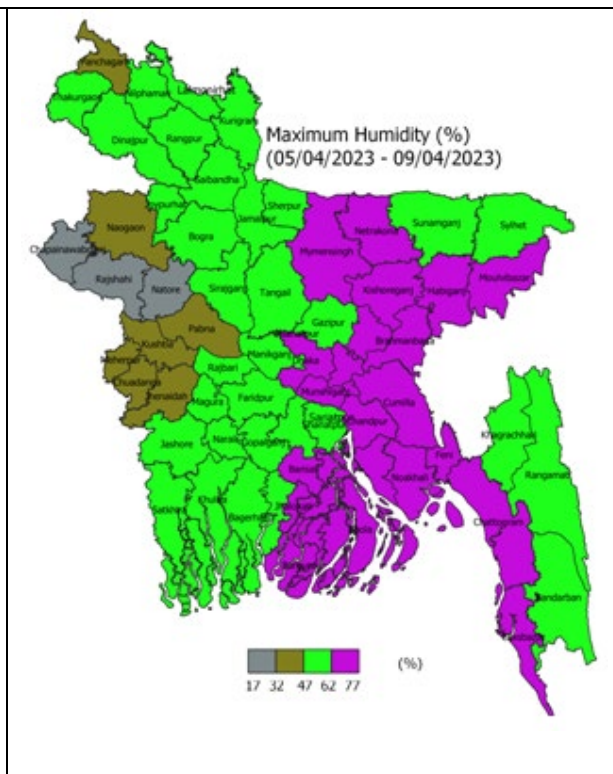 Panchagarh
Thakurgaon
Nilphamari
Lalmonirhat
Kurigram
Dinajpur
Rangpur
Maximum Humidity (%)
(05/04/2023 - 09/04/2023)
Gaibandha
Sherpur
Jamalpur
Naogaon
Bogra
Mymensingh
Netrakona
Sunamganj
Sylhet
Chapainawabganj
Rajshahi
Natore
Sirajganj
Tangail
Kishoreganj
Habiganj
Moulvibazar
Pabna
Gazipur
Kushtia
Meherpur
Manikganj
Dhaka
Brahmanbaria
Chuadanga
Jhenaidah
Rajbari
Magura
Faridpur
Munshiganj
Cumilla
Jashore
Narail
Gopalganj
Chandpur
Khagrachhari
Rangamati
Feni
Noakhali
Satkhira
Khulna
Bagerhat
Barisal
Bhola
Chattogram
Bandarban
17 32 47 62 77
(%)